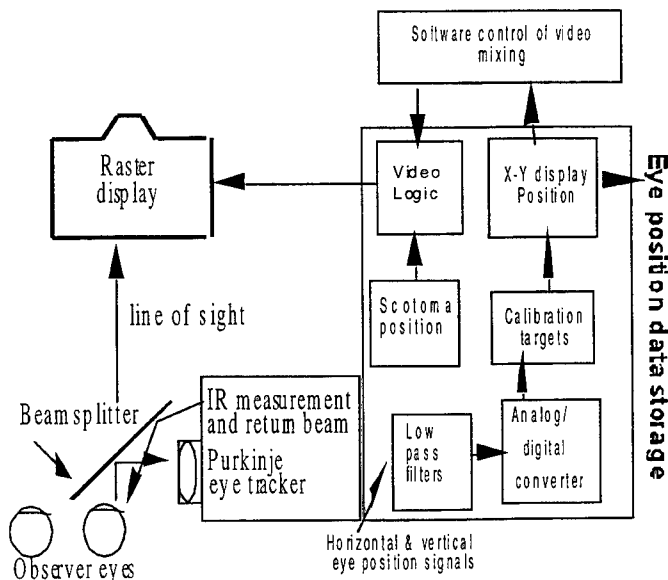 Software control of video
mixing
Raster
display
Video
Logic
X-Y display
Position
Eye position data storage
line of sight
Scotoma
position
Calibration
targets
Beam splitter
IR measurement
and return beam
Purkinje
eye tracker
Low
pass
filters
Analog/
digital
converter
Horizontal & vertical
eye position signals
Observer eyes